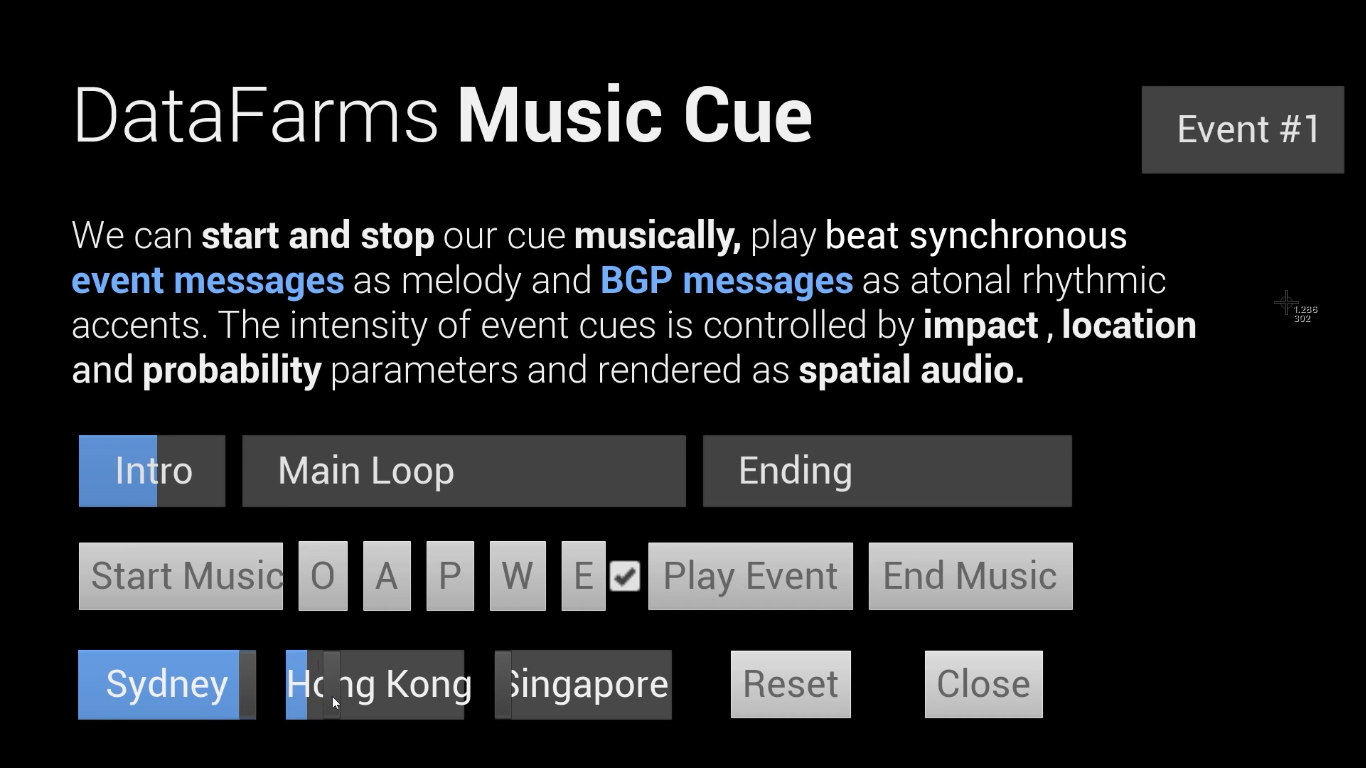 DataFarms Music Cue
Event #1
We can start and stop our cue musically, play beat synchronous
event messages as melody and BGP messages as atonal rhythmic
accents. The intensity of event cues is controlled by impact , location
and probability parameters and rendered as spatial audio.
Intro Main Loop Ending
Start Music O A P W E Play Event End Music
Sydney Hong Kong Singapore Reset Close
1.286
302